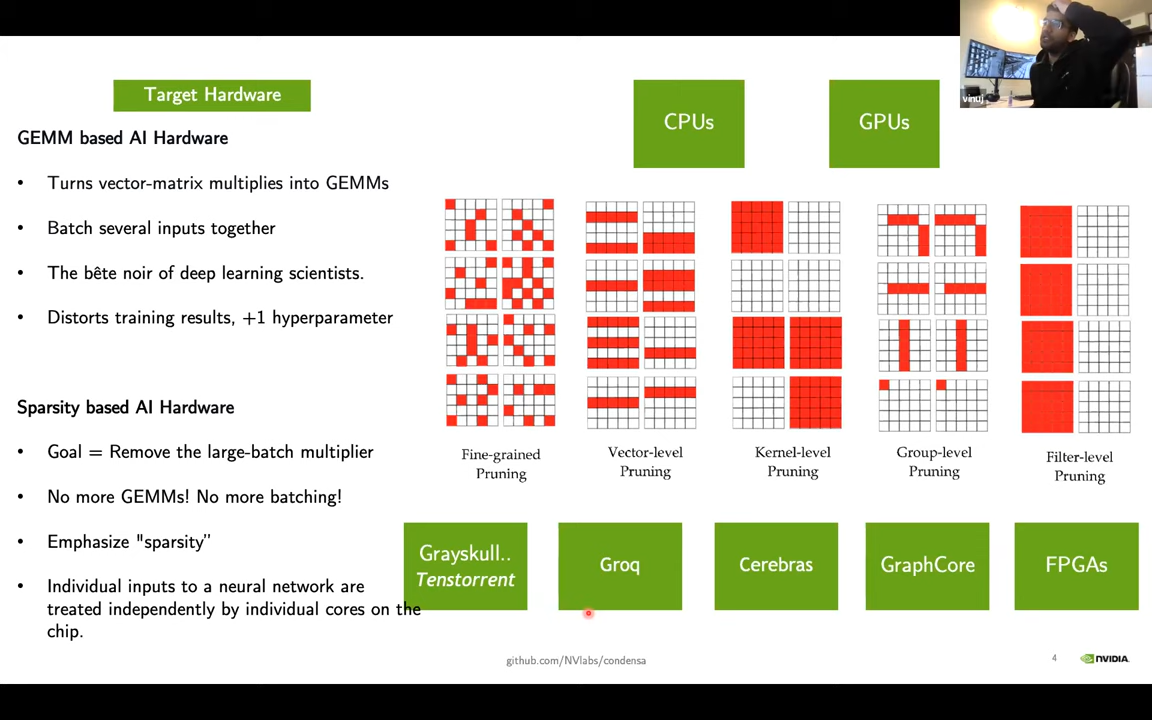 Target Hardware
CPUs
GPUs
vinuj
GEMM based AI Hardware
• Turns vector-matrix multiplies into GEMMs
• Batch several inputs together
• The bête noir of deep learning scientists.
• Distorts training results, +1 hyperparameter
Sparsity based AI Hardware
• Goal = Remove the large-batch multiplier
• No more GEMMs! No more batching!
• Emphasize "sparsity"
• Individual inputs to a neural network are
treated independently by individual cores on the
chip.
Fine-grained
Pruning
Vector-level
Pruning
Kernel-level
Pruning
Group-level
Pruning
Filter-level
Pruning
Grayskull..
Tenstorrent
Groq
Cerebras
GraphCore
FPGAs
github.com/NVlabs/condensa
4
NVIDIA.